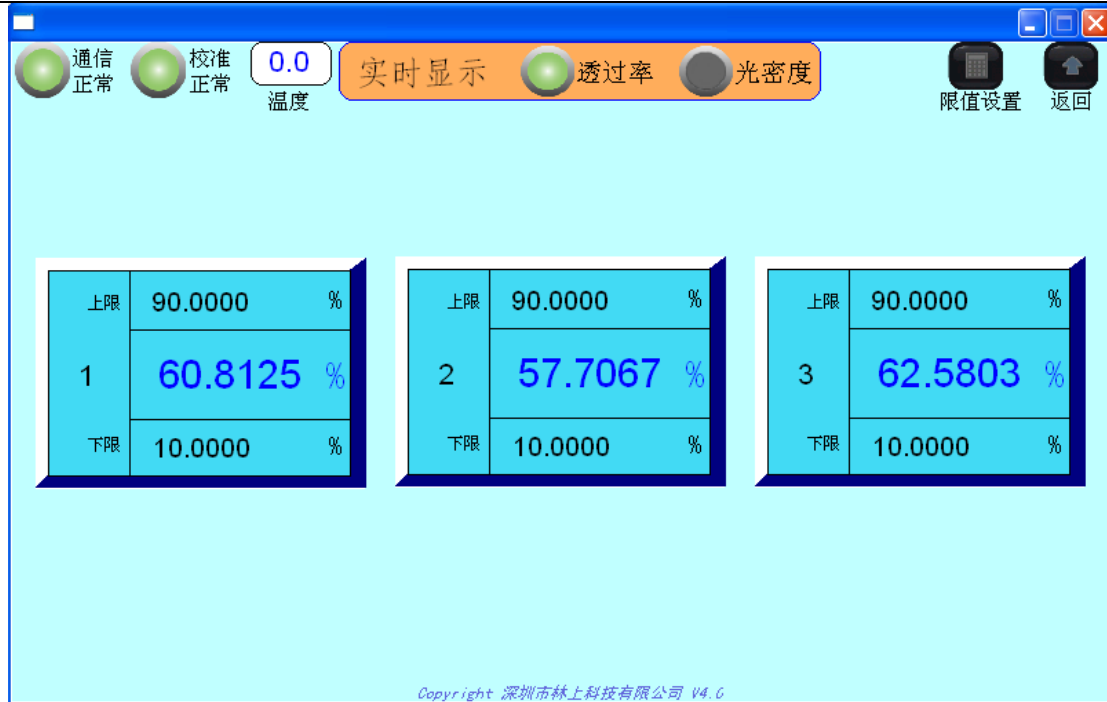 通信 校准 0.0 实时显示 透过率 光密度
正常 正常 温度 限值设置 返回
上限 90.0000 % 上限 90.0000 % 上限 90.0000 %
1 60.8125 % 2 57.7067 % 3 62.5803 %
下限 10.0000 % 下限 10.0000 % 下限 10.0000 %
Copyright 深圳市林上科技有限公司